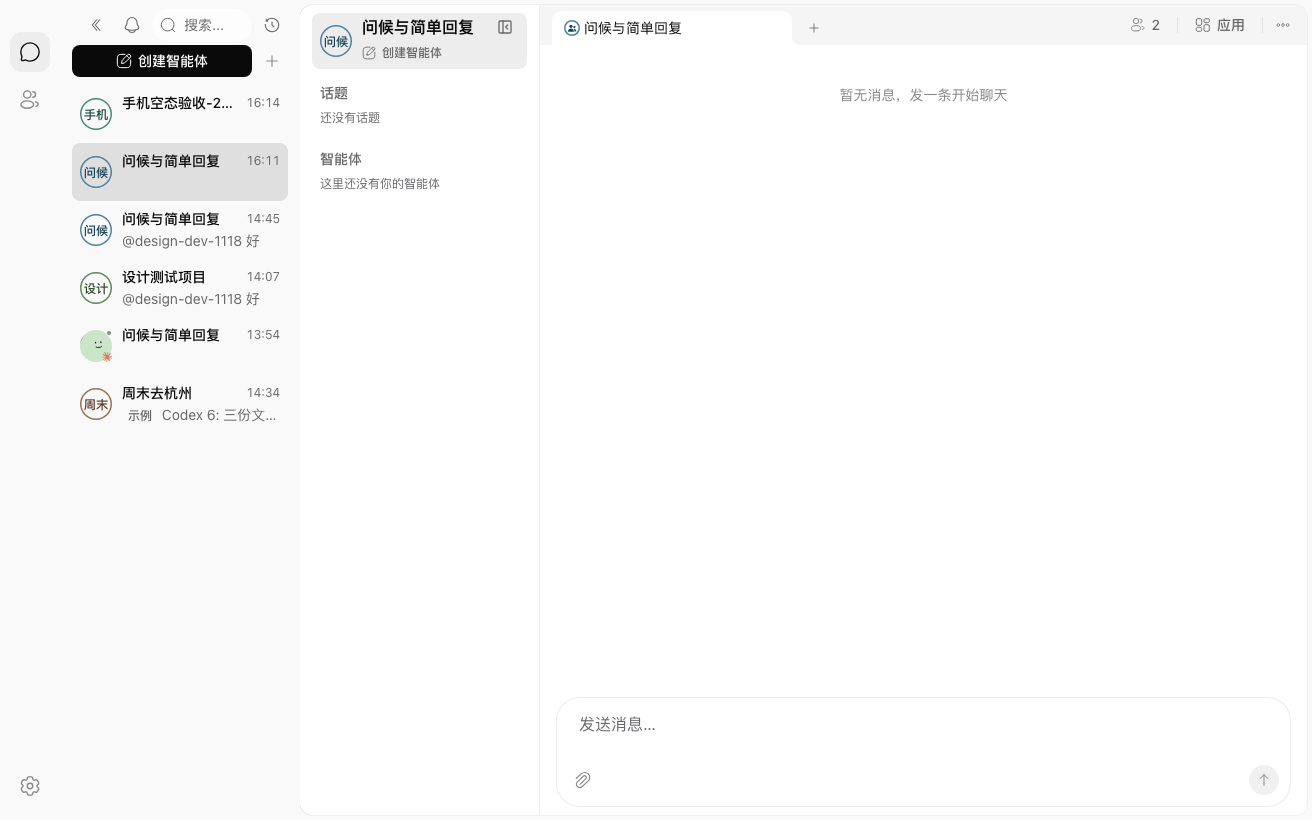 搜索...
创建智能体
手机
手机空态验收-2... 16:14
问候
问候与简单回复 16:11
问候
问候与简单回复 14:45
@design-dev-1118 好
设计
设计测试项目 14:07
@design-dev-1118 好
问候与简单回复 13:54
周末
周末去杭州 14:34
示例 Codex 6: 三份文...
问候
问候与简单回复
创建智能体
话题
还没有话题
智能体
这里还没有你的智能体
问候与简单回复
2
应用
暂无消息，发一条开始聊天
发送消息...